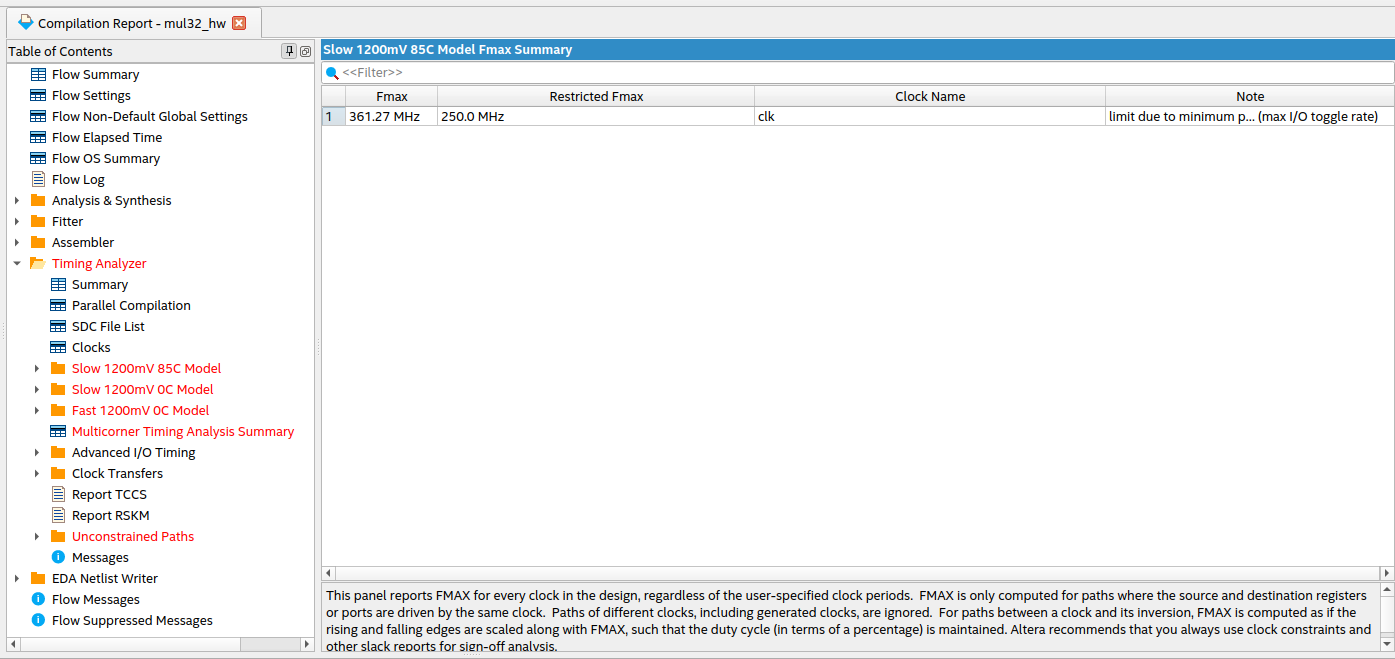 Compilation Report - mul32_hw
Table of Contents
Flow Summary
Flow Settings
Flow Non-Default Global Settings
Flow Elapsed Time
Flow OS Summary
Flow Log
Analysis & Synthesis
Fitter
Assembler
Timing Analyzer
Summary
Parallel Compilation
SDC File List
Clocks
Slow 1200mV 85C Model
Slow 1200mV 0C Model
Fast 1200mV 0C Model
Multicorner Timing Analysis Summary
Advanced I/O Timing
Clock Transfers
Report TCCS
Report RSKM
Unconstrained Paths
Messages
EDA Netlist Writer
Flow Messages
Flow Suppressed Messages
Slow 1200mV 85C Model Fmax Summary
<<Filter>>
Fmax Restricted Fmax Clock Name Note
1 361.27 MHz 250.0 MHz clk limit due to minimum p... (max I/O toggle rate)
This panel reports FMAX for every clock in the design, regardless of the user-specified clock periods. FMAX is only computed for paths where the source and destination registers
or ports are driven by the same clock. Paths of different clocks, including generated clocks, are ignored. For paths between a clock and its inversion, FMAX is computed as if the
rising and falling edges are scaled along with FMAX, such that the duty cycle (in terms of a percentage) is maintained. Altera recommends that you always use clock constraints and
other slack reports for sign-off analysis.